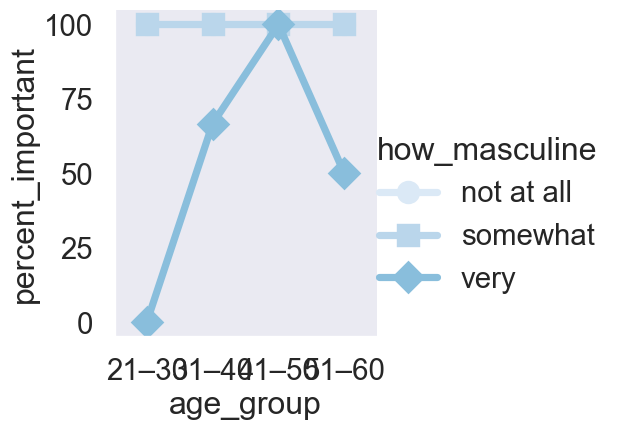 percent_important
100
75
50
25
0
21–30 31–40 41–50 51–60
age_group
how_masculine
not at all
somewhat
very